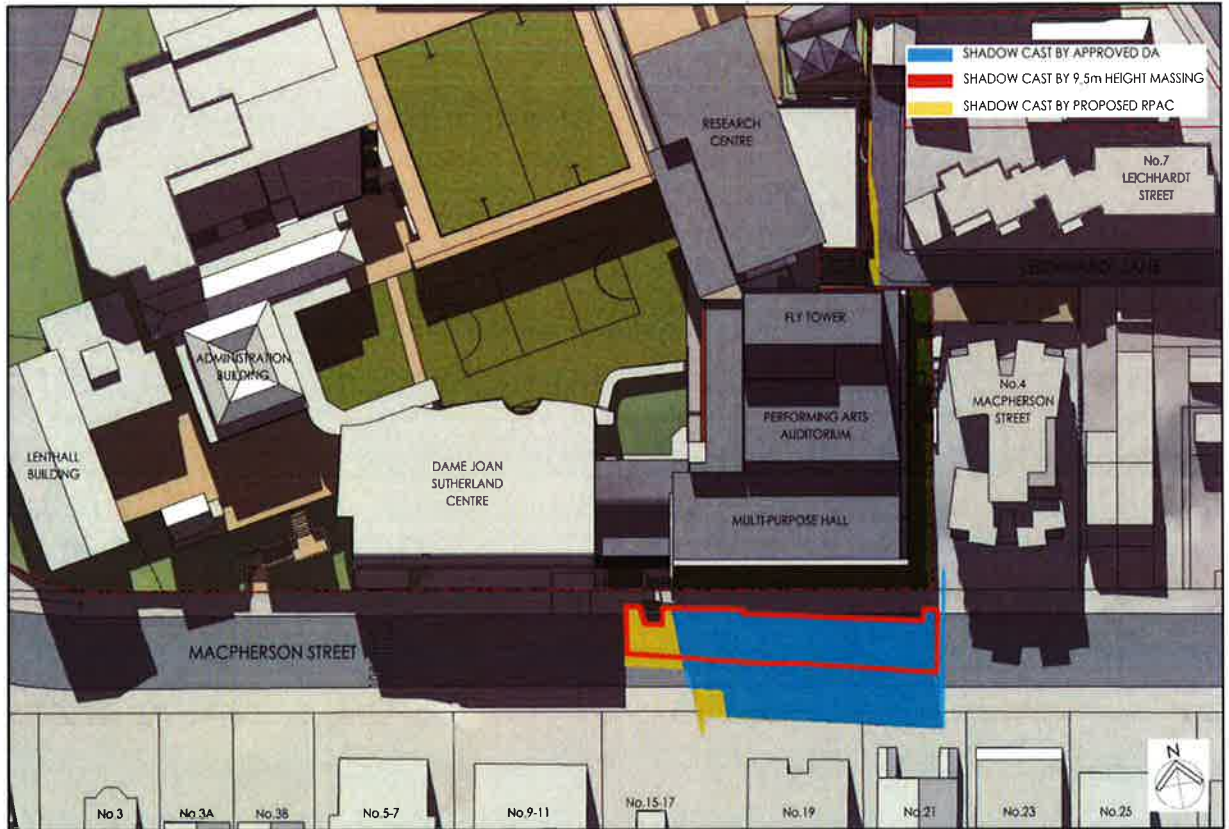 SHADOW CAST BY APPROVED DA
SHADOW CAST BY 9.5m HEIGHT MASSING
SHADOW CAST BY PROPOSED RPAC
RESEARCH
CENTRE
No.7
LEICHHARDT
STREET
LEICHHARDT LANE
FLY TOWER
ADMINISTRATION
BUILDING
No.4
MACPHERSON
STREET
PERFORMING ARTS
AUDITORIUM
LENTHALL
BUILDING
DAME JOAN
SUTHERLAND
CENTRE
MULTI-PURPOSE HALL
MACPHERSON STREET
N
No.3
No.3A
No.3B
No.5-7
No.9-11
No.15-17
No.19
No.21
No.23
No.25